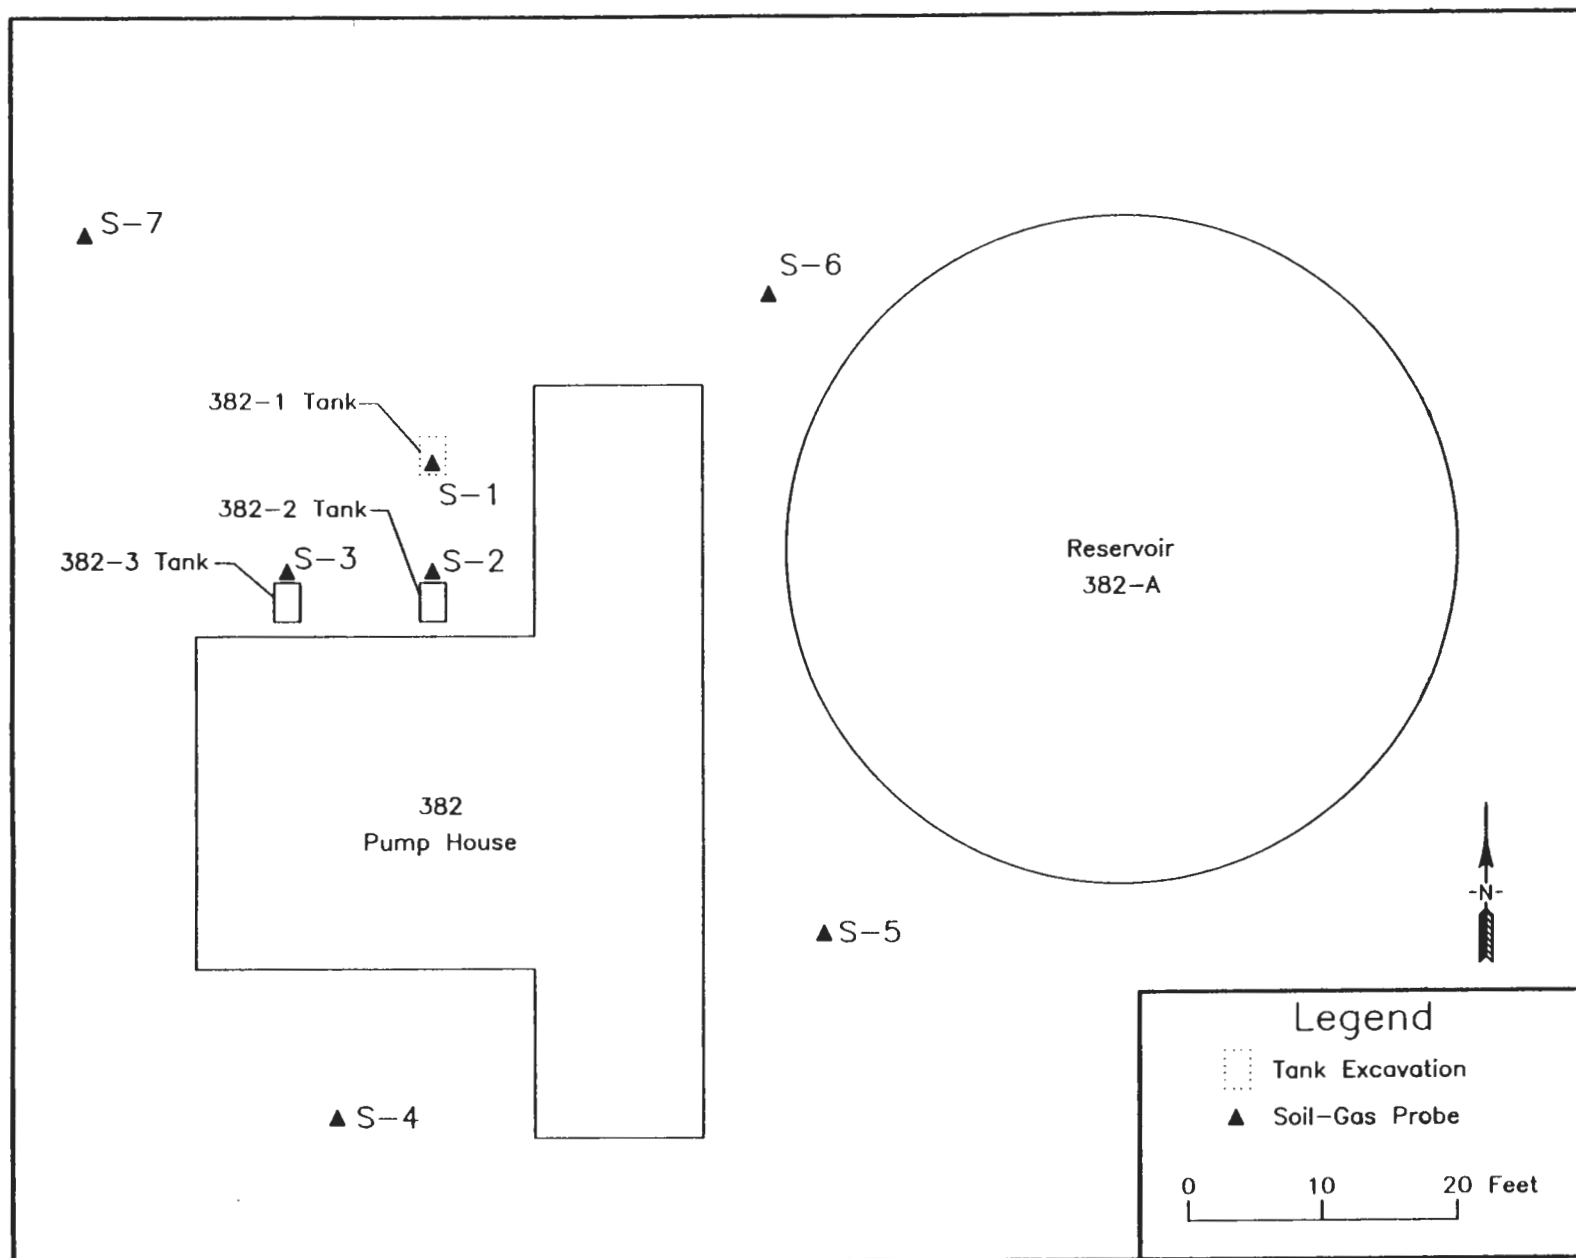 S-7
S-6
382-1 Tank
S-1
382-2 Tank
382-3 Tank
S-3
S-2
Reservoir
382-A
382
Pump House
-N-
S-5
S-4
Legend
Tank Excavation
Soil-Gas Probe
0 10 20 Feet